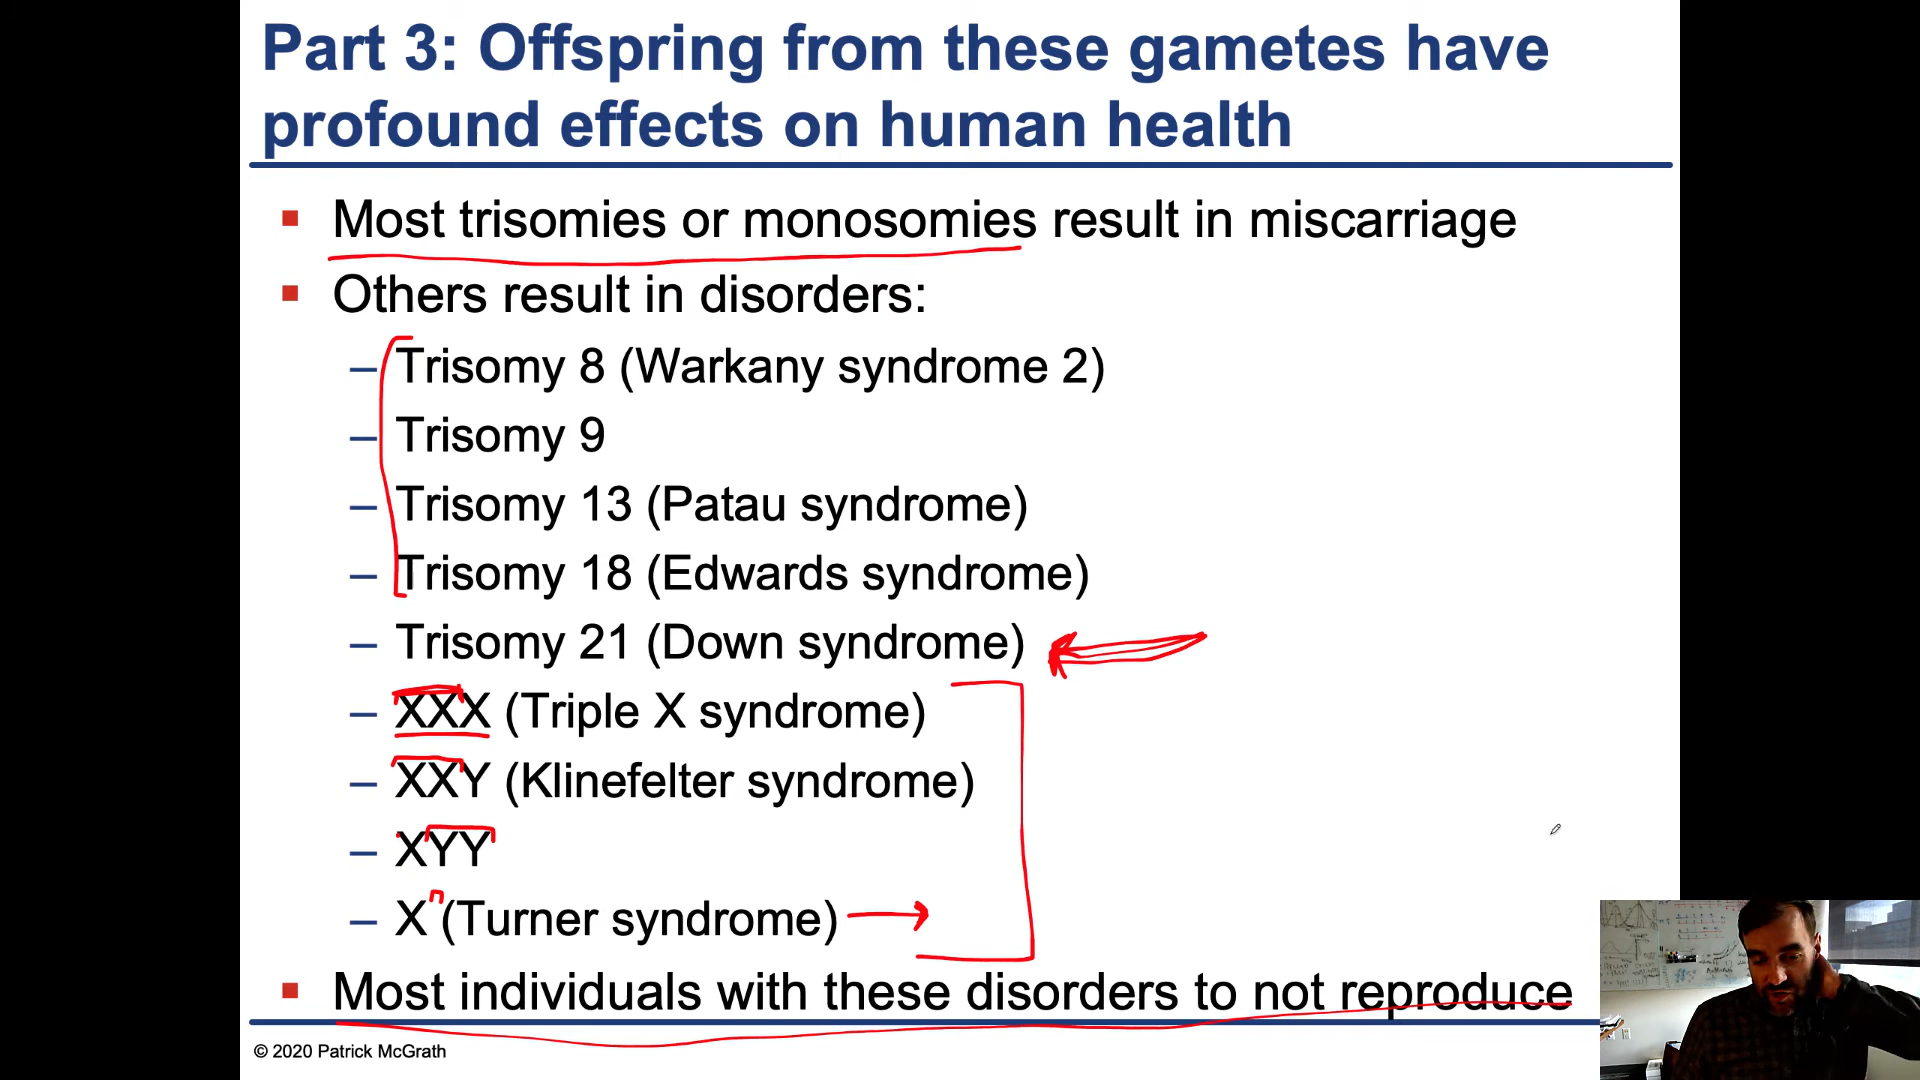 Part 3: Offspring from these gametes have
profound effects on human health
Most trisomies or monosomies result in miscarriage
Others result in disorders:
– Trisomy 8 (Warkany syndrome 2)
– Trisomy 9
– Trisomy 13 (Patau syndrome)
– Trisomy 18 (Edwards syndrome)
– Trisomy 21 (Down syndrome)
– XXX (Triple X syndrome)
– XXY (Klinefelter syndrome)
– XYY
– X (Turner syndrome)
Most individuals with these disorders to not reproduce
© 2020 Patrick McGrath